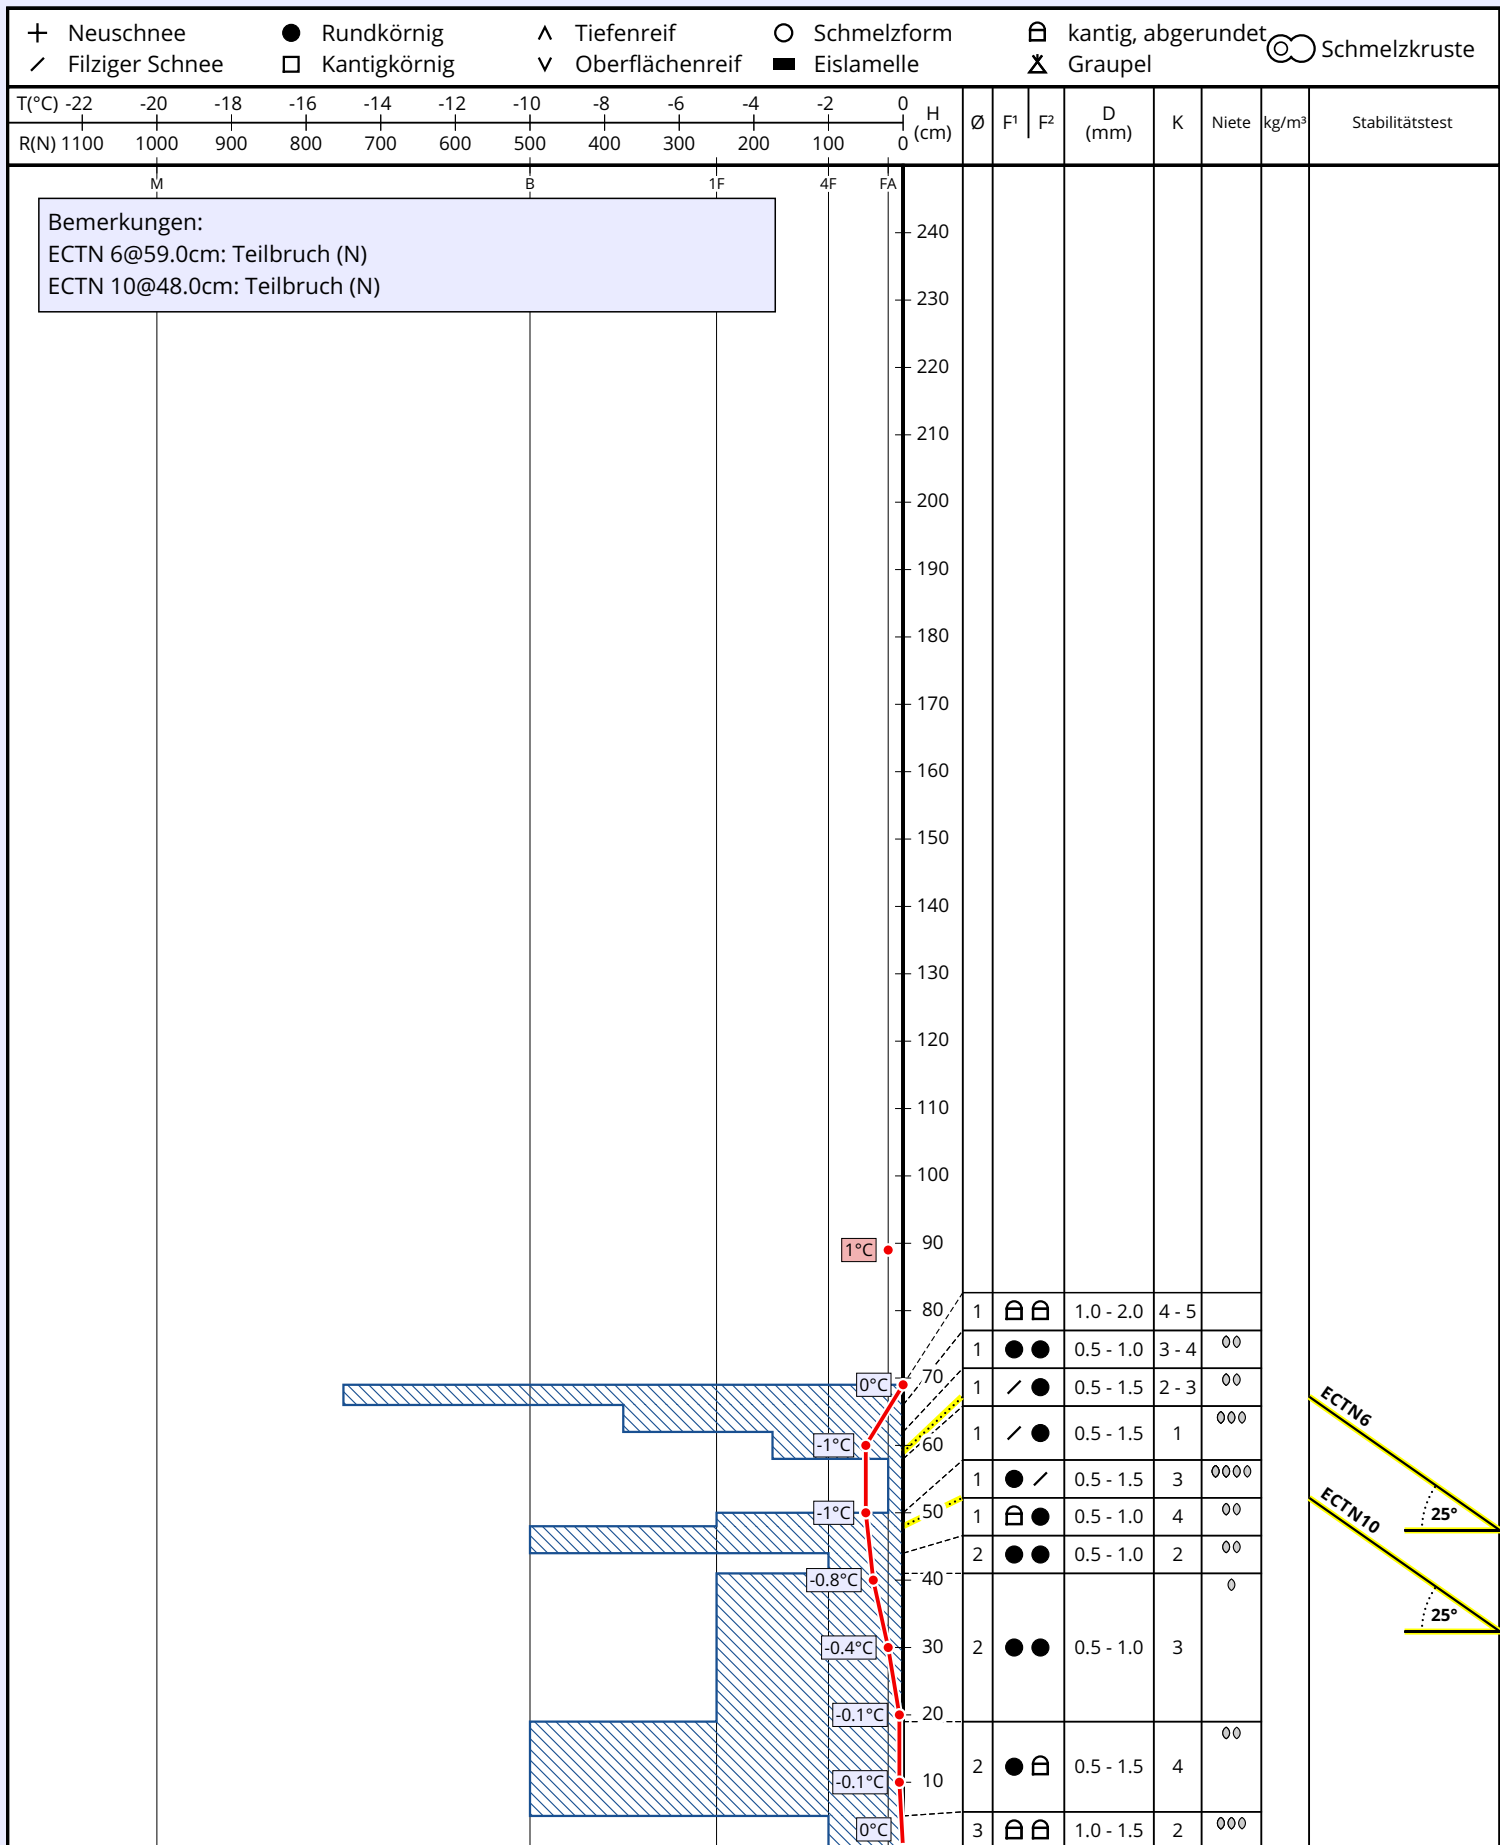 Neuschnee Rundkörnig Tiefenreif Schmelzform kantig, abgerundet Schmelzkruste
Filziger Schnee Kantigkörnig Oberflächenreif Eislamelle Graupel
T(°C) -22 -20 -18 -16 -14 -12 -10 -8 -6 -4 -2 0
R(N) 1100 1000 900 800 700 600 500 400 300 200 100 0
H (cm) Ø F¹ F² D (mm) K Niete kg/m³ Stabilitätstest
M B 1F 4F FA
Bemerkungen:
ECTN 6@59.0cm: Teilbruch (N)
ECTN 10@48.0cm: Teilbruch (N)
240
230
220
210
200
190
180
170
160
150
140
130
120
110
100
90
1°C
80
1 1.0 - 2.0 4 - 5
1 0.5 - 1.0 3 - 4
70
0°C
1 0.5 - 1.5 2 - 3
ECTN6
1 0.5 - 1.5 1
60
-1°C
1 0.5 - 1.5 3
ECTN10
50
-1°C
1 0.5 - 1.0 4
25°
2 0.5 - 1.0 2
40
-0.8°C
25°
30
-0.4°C
2 0.5 - 1.0 3
20
-0.1°C
2 0.5 - 1.5 4
10
-0.1°C
0°C
3 1.0 - 1.5 2